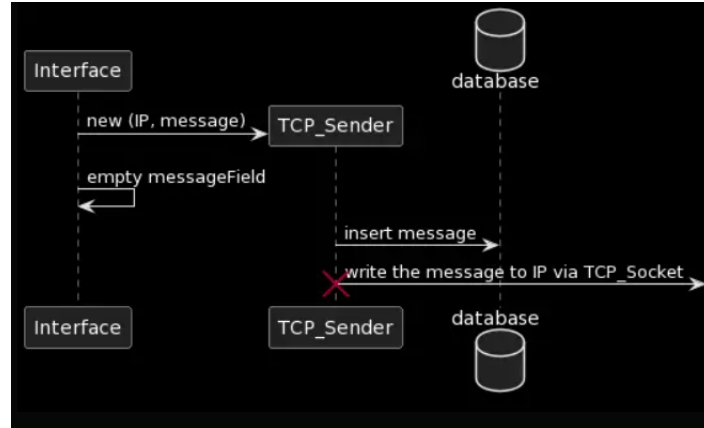 Interface
database
new (IP, message)
TCP_Sender
empty messageField
insert message
write the message to IP via TCP_Socket
Interface
TCP_Sender
database